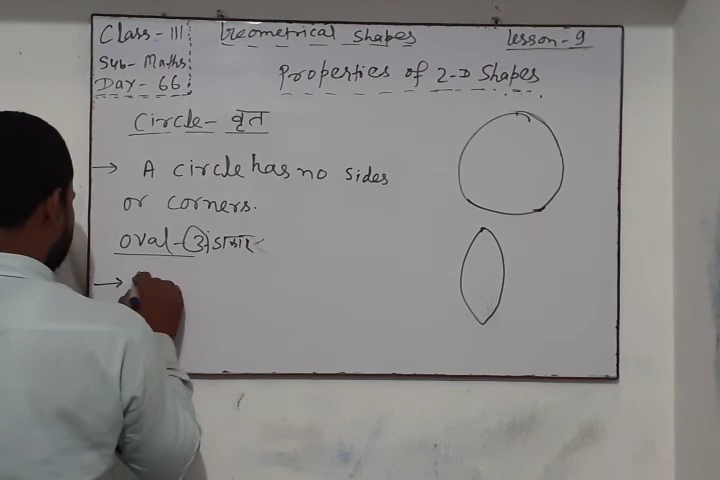 Class-III Geometrical Shapes Lesson-9
Sub-Maths
Day-66 Properties of 2-D Shapes
Circle- वृत
→ A circle has no sides
or corners.
Oval-अंडाकार
→